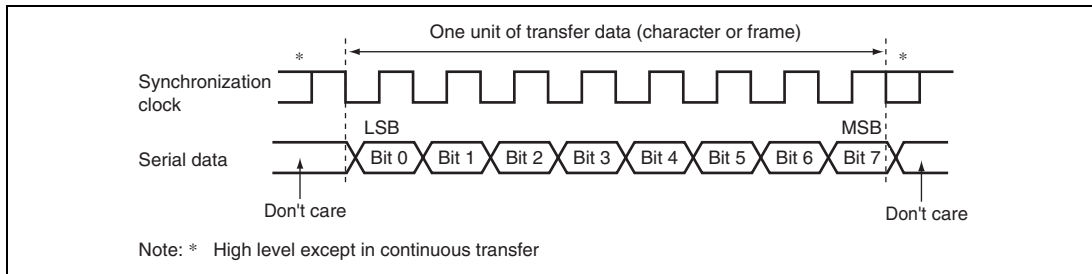 One unit of transfer data (character or frame)
* *
Synchronization
clock
LSB MSB
Serial data Bit 0 Bit 1 Bit 2 Bit 3 Bit 4 Bit 5 Bit 6 Bit 7
Don't care Don't care
Note: * High level except in continuous transfer